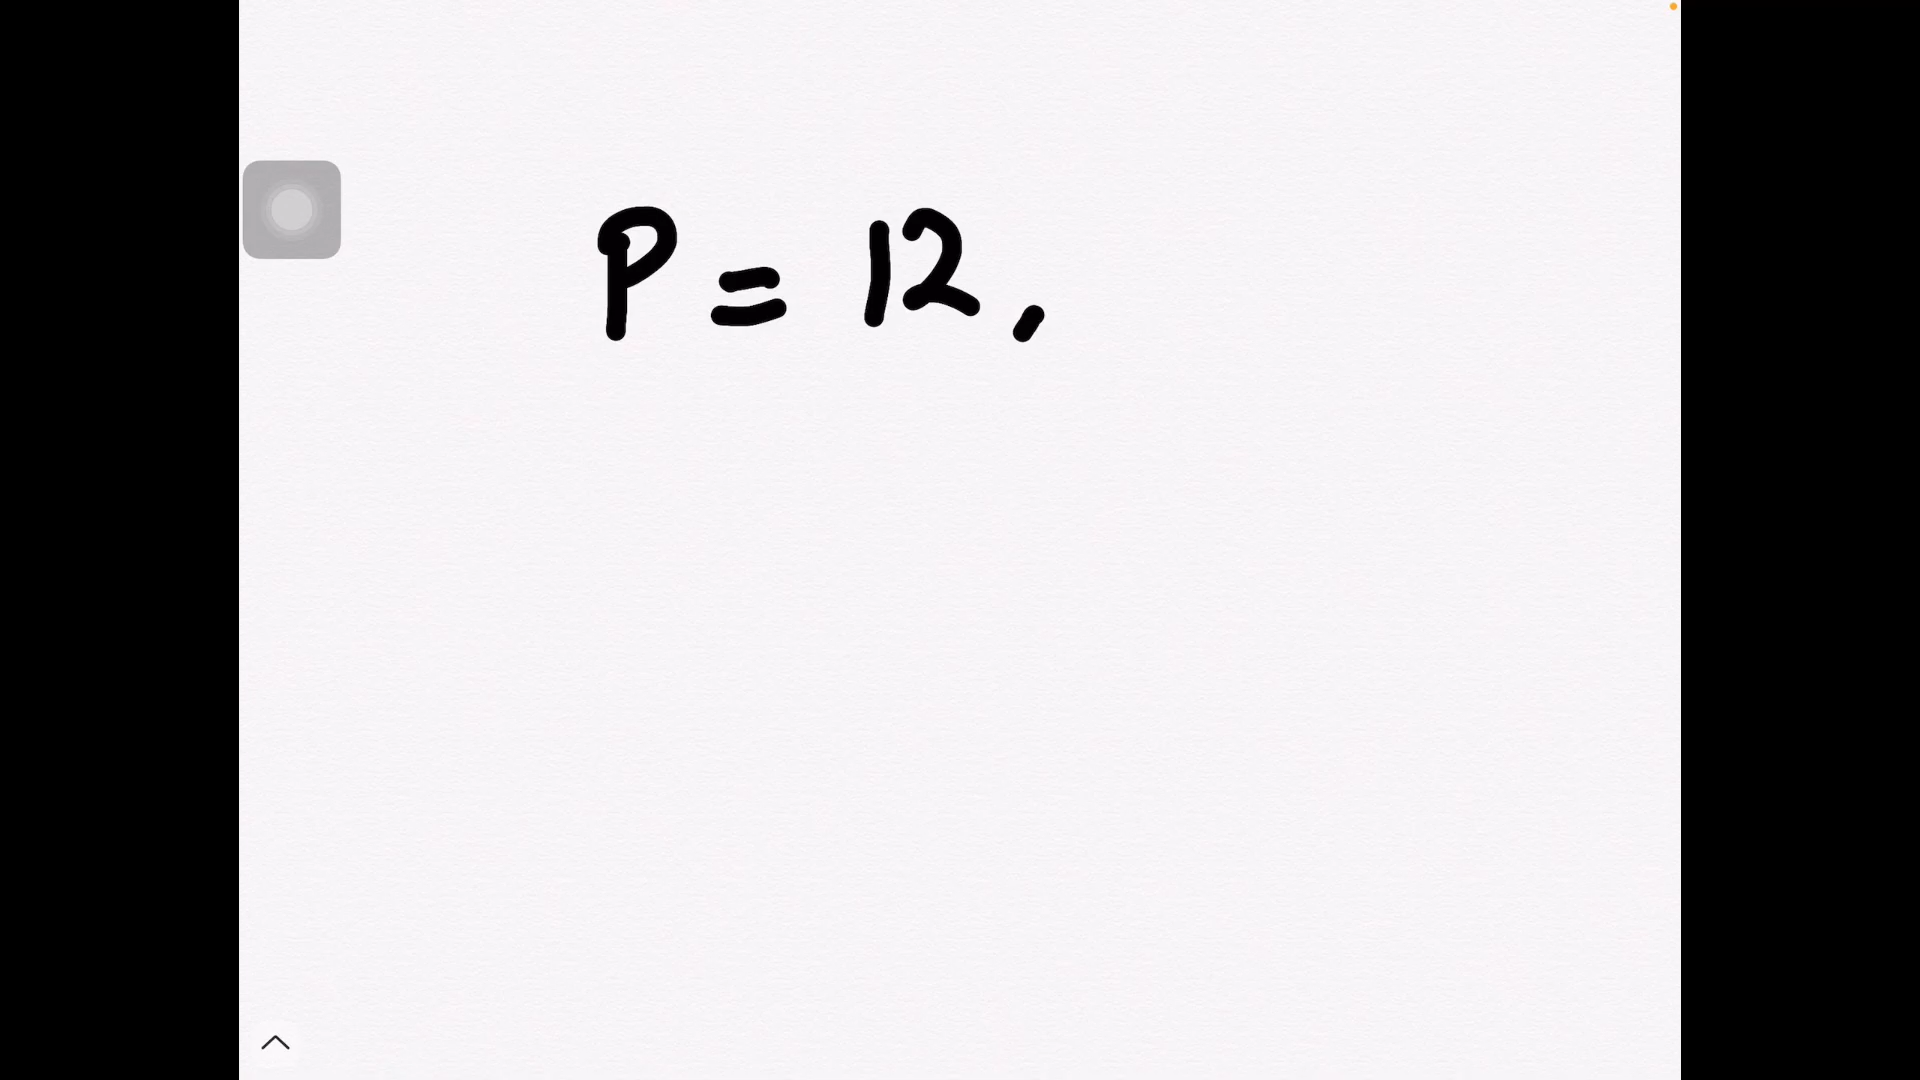 P = 12,